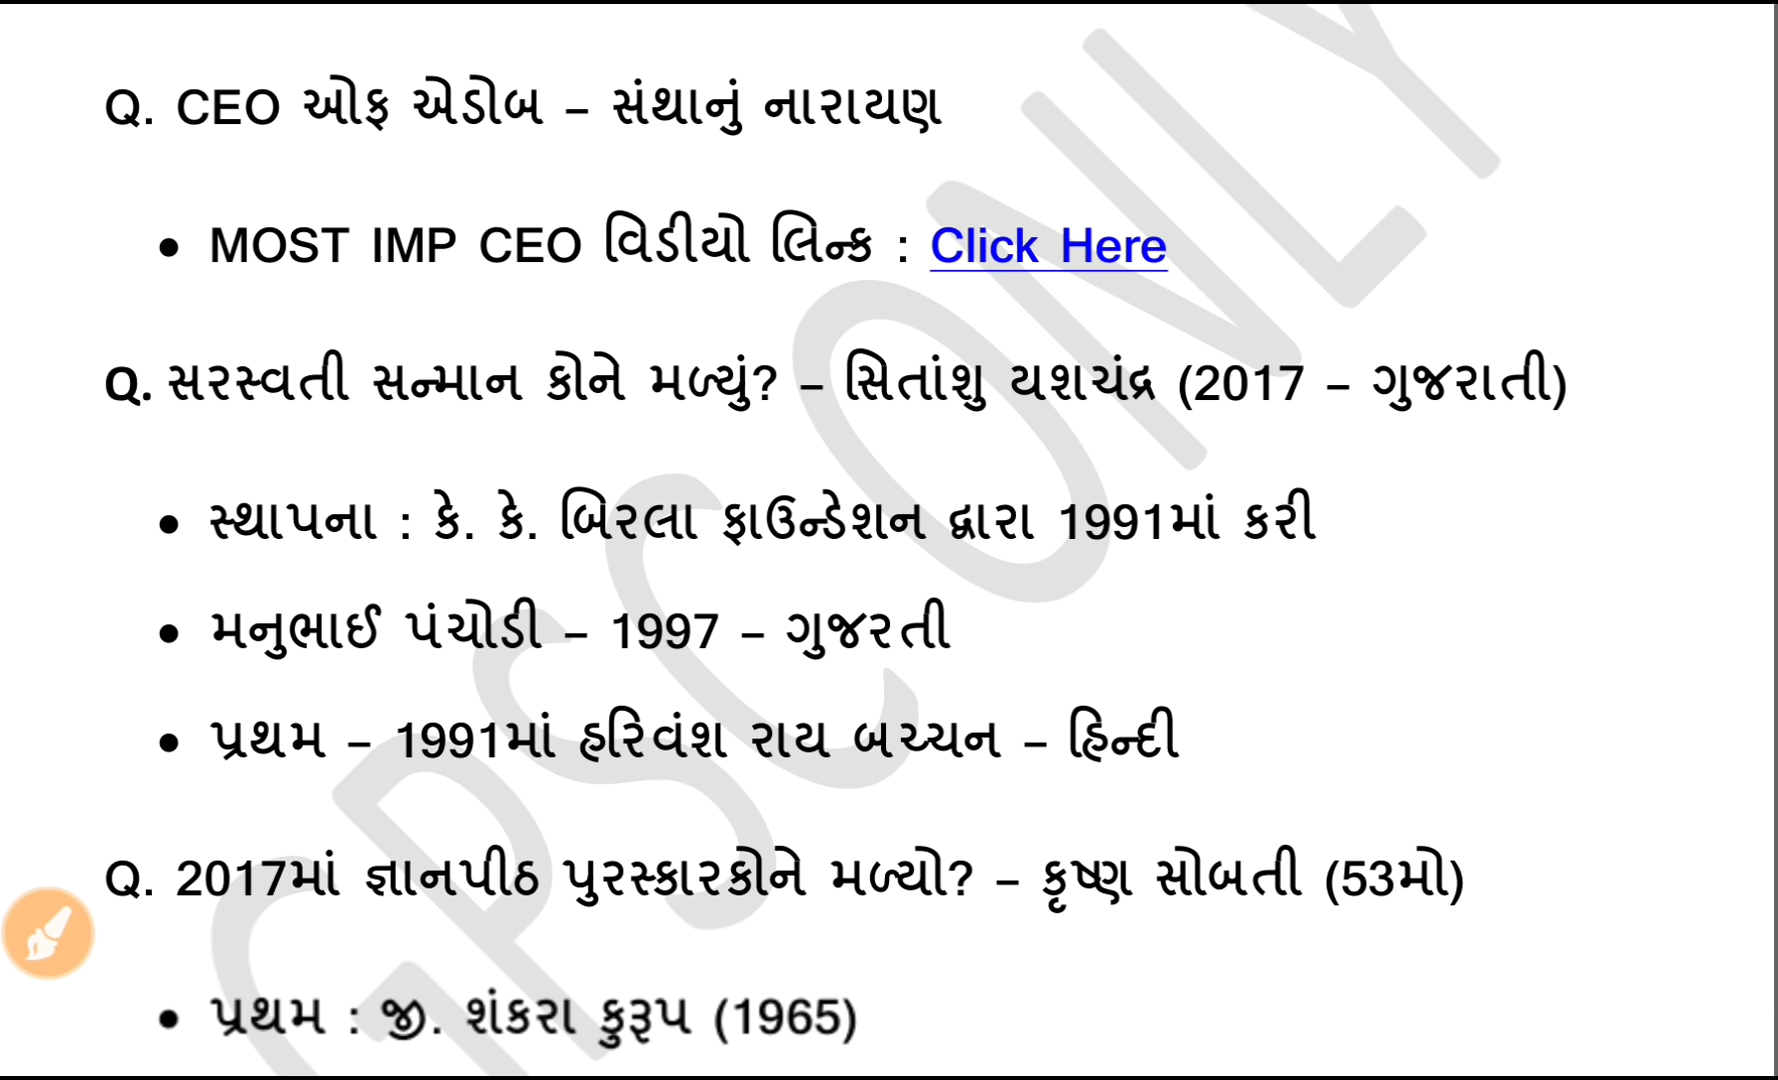 Q. CEO ઓફ એડોબ – સંથાનું નારાયણ
• MOST IMP CEO વિડીયો લિન્ક : Click Here
Q. સરસ્વતી સન્માન કોને મળ્યું? – સિતાંશુ યશચંદ્ર (2017 – ગુજરાતી)
• સ્થાપના : કે. કે. બિરલા ફાઉન્ડેશન દ્વારા 1991માં કરી
• મનુભાઈ પંચોડી – 1997 – ગુજરતી
• પ્રથમ – 1991માં હરિવંશ રાય બચ્ચન – હિન્દી
Q. 2017માં જ્ઞાનપીઠ પુરસ્કારકોને મળ્યો? – કૃષ્ણ સોબતી (53મો)
• પ્રથમ : જી. શંકરા કુરૂપ (1965)
GPSC ONLY